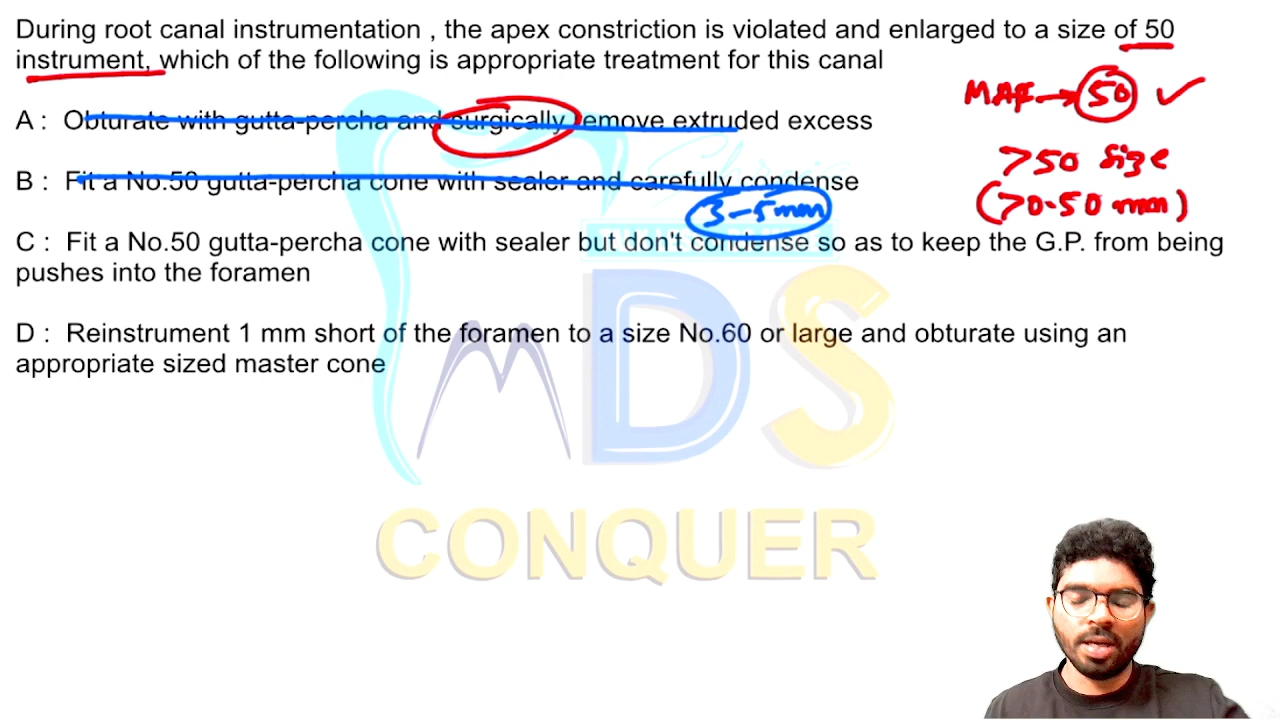 During root canal instrumentation , the apex constriction is violated and enlarged to a size of 50
instrument, which of the following is appropriate treatment for this canal
MAF → 50 ✓
A : Obturate with gutta-percha and surgically remove extruded excess
>50 size
B : Fit a No.50 gutta-percha cone with sealer and carefully condense
(>0.50 mm)
3-5mm
C : Fit a No.50 gutta-percha cone with sealer but don't condense so as to keep the G.P. from being
pushes into the foramen
D : Reinstrument 1 mm short of the foramen to a size No.60 or large and obturate using an
appropriate sized master cone
MDS
CONQUER